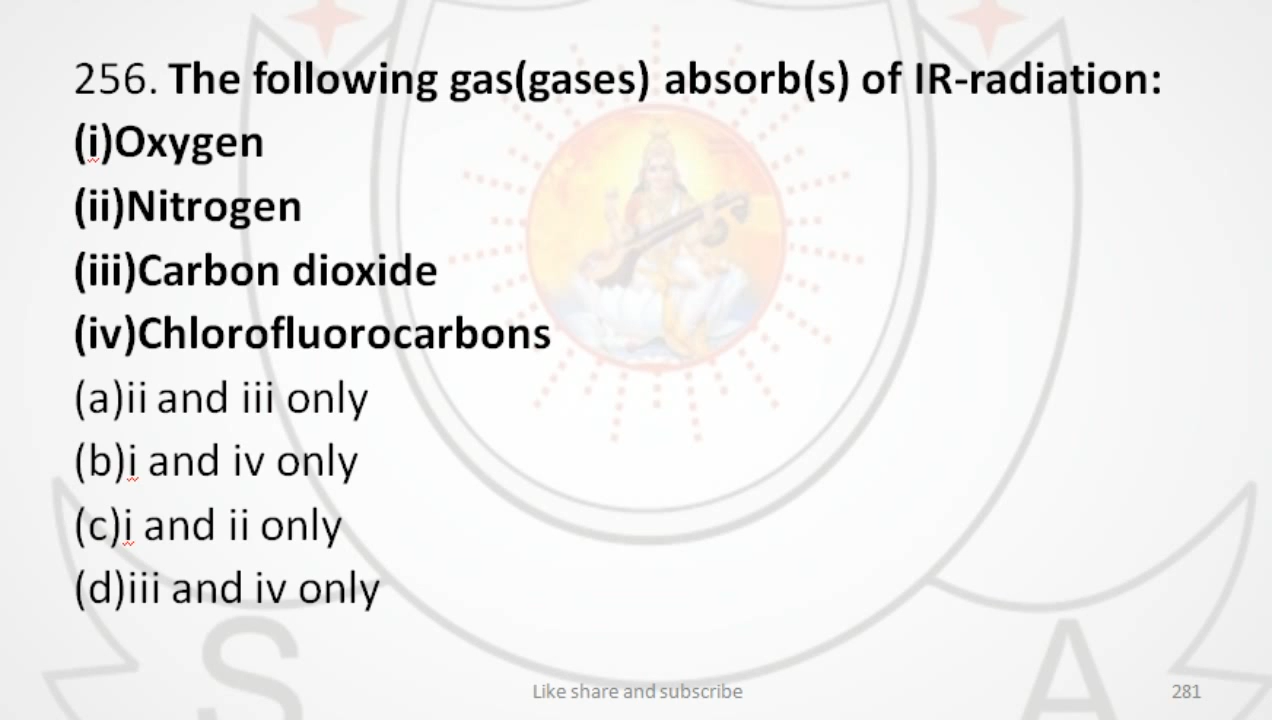 256. The following gas(gases) absorb(s) of IR-radiation:
(i)Oxygen
(ii)Nitrogen
(iii)Carbon dioxide
(iv)Chlorofluorocarbons
(a)ii and iii only
(b)i and iv only
(c)i and ii only
(d)iii and iv only
S A
Like share and subscribe 281